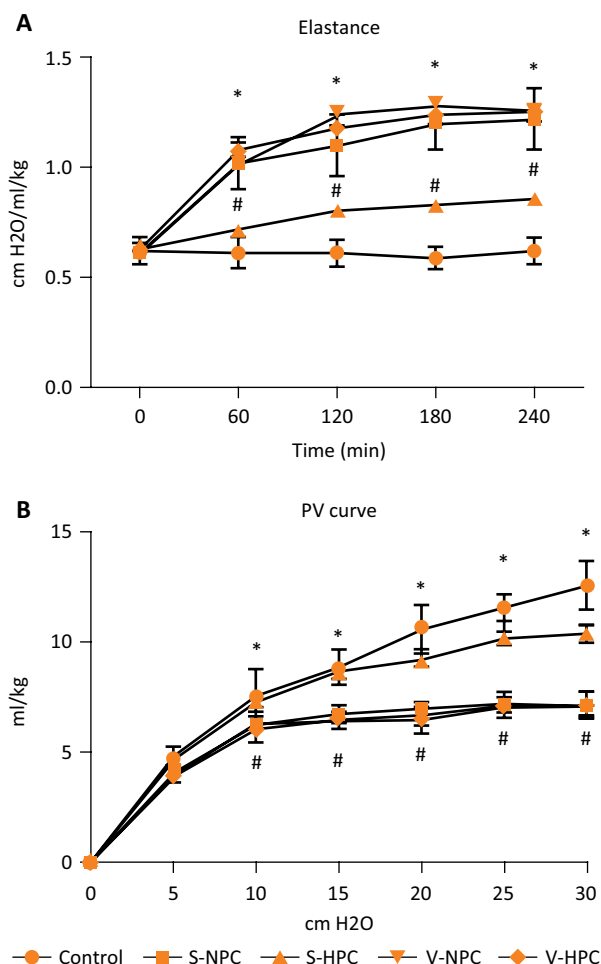 A
Elastance
1.5
1.0
0.5
0.0
cm H2O/ml/kg
* * * *
# # # #
0 60 120 180 240
Time (min)
B
PV curve
15
10
5
0
ml/kg
* * * * *
# # # # #
0 5 10 15 20 25 30
cm H2O
Control S-NPC S-HPC V-NPC V-HPC